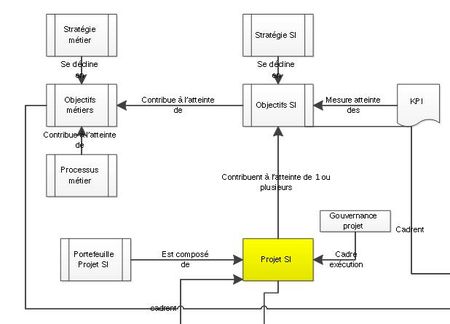 Stratégie
métier
Stratégie SI
Se décline
en
Se décline
en
Objectifs
métiers
Contribue à l'atteinte
de
Objectifs SI
Mesure atteinte
des
KPI
Contribue à l'atteinte
de
Processus
métier
Contribuent à l'atteinte de 1 ou
plusieurs
Gouvernance
projet
Cadrent
Portefeuille
Projet SI
Est composé
de
Projet SI
Cadre
exécution
cadrent